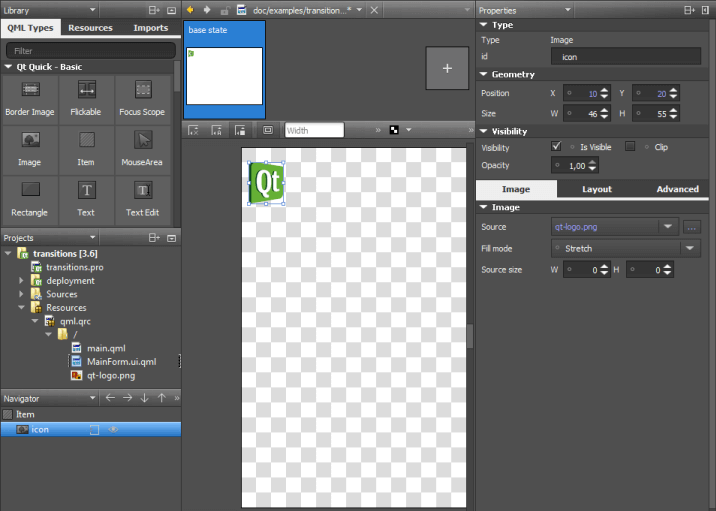 Library
QML Types Resources Imports
Filter
Qt Quick - Basic
Border Image Flickable Focus Scope
Image Item MouseArea
Rectangle Text Text Edit
Projects
transitions [3.6]
transitions.pro
deployment
Sources
Resources
qml.qrc
/
main.qml
MainForm.ui.qml
qt-logo.png
Navigator
Item
icon
doc/examples/transition...*
base state
+
Width
Qt
Properties
Type
Type Image
id icon
Geometry
Position X 10 Y 20
Size W 46 H 55
Visibility
Visibility Is Visible Clip
Opacity 1,00
Image Layout Advanced
Image
Source qt-logo.png ...
Fill mode Stretch
Source size W 0 H 0